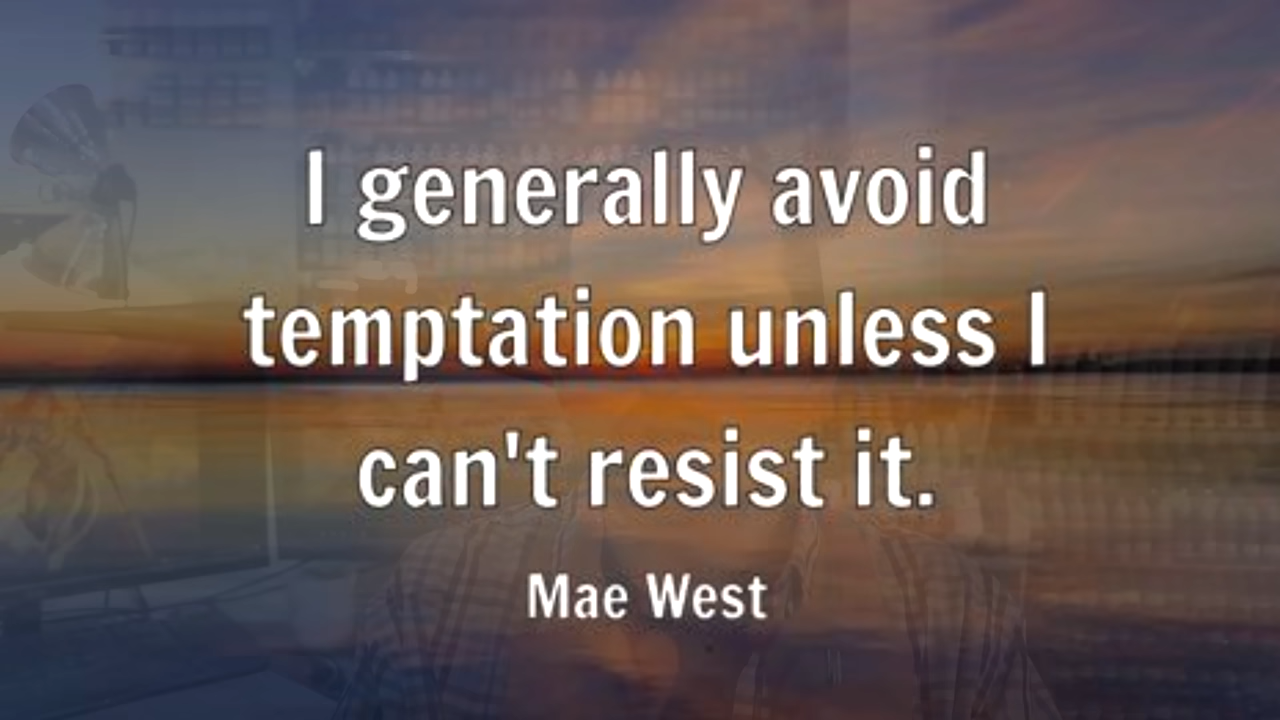 I generally avoid
temptation unless I
can't resist it.
Mae West